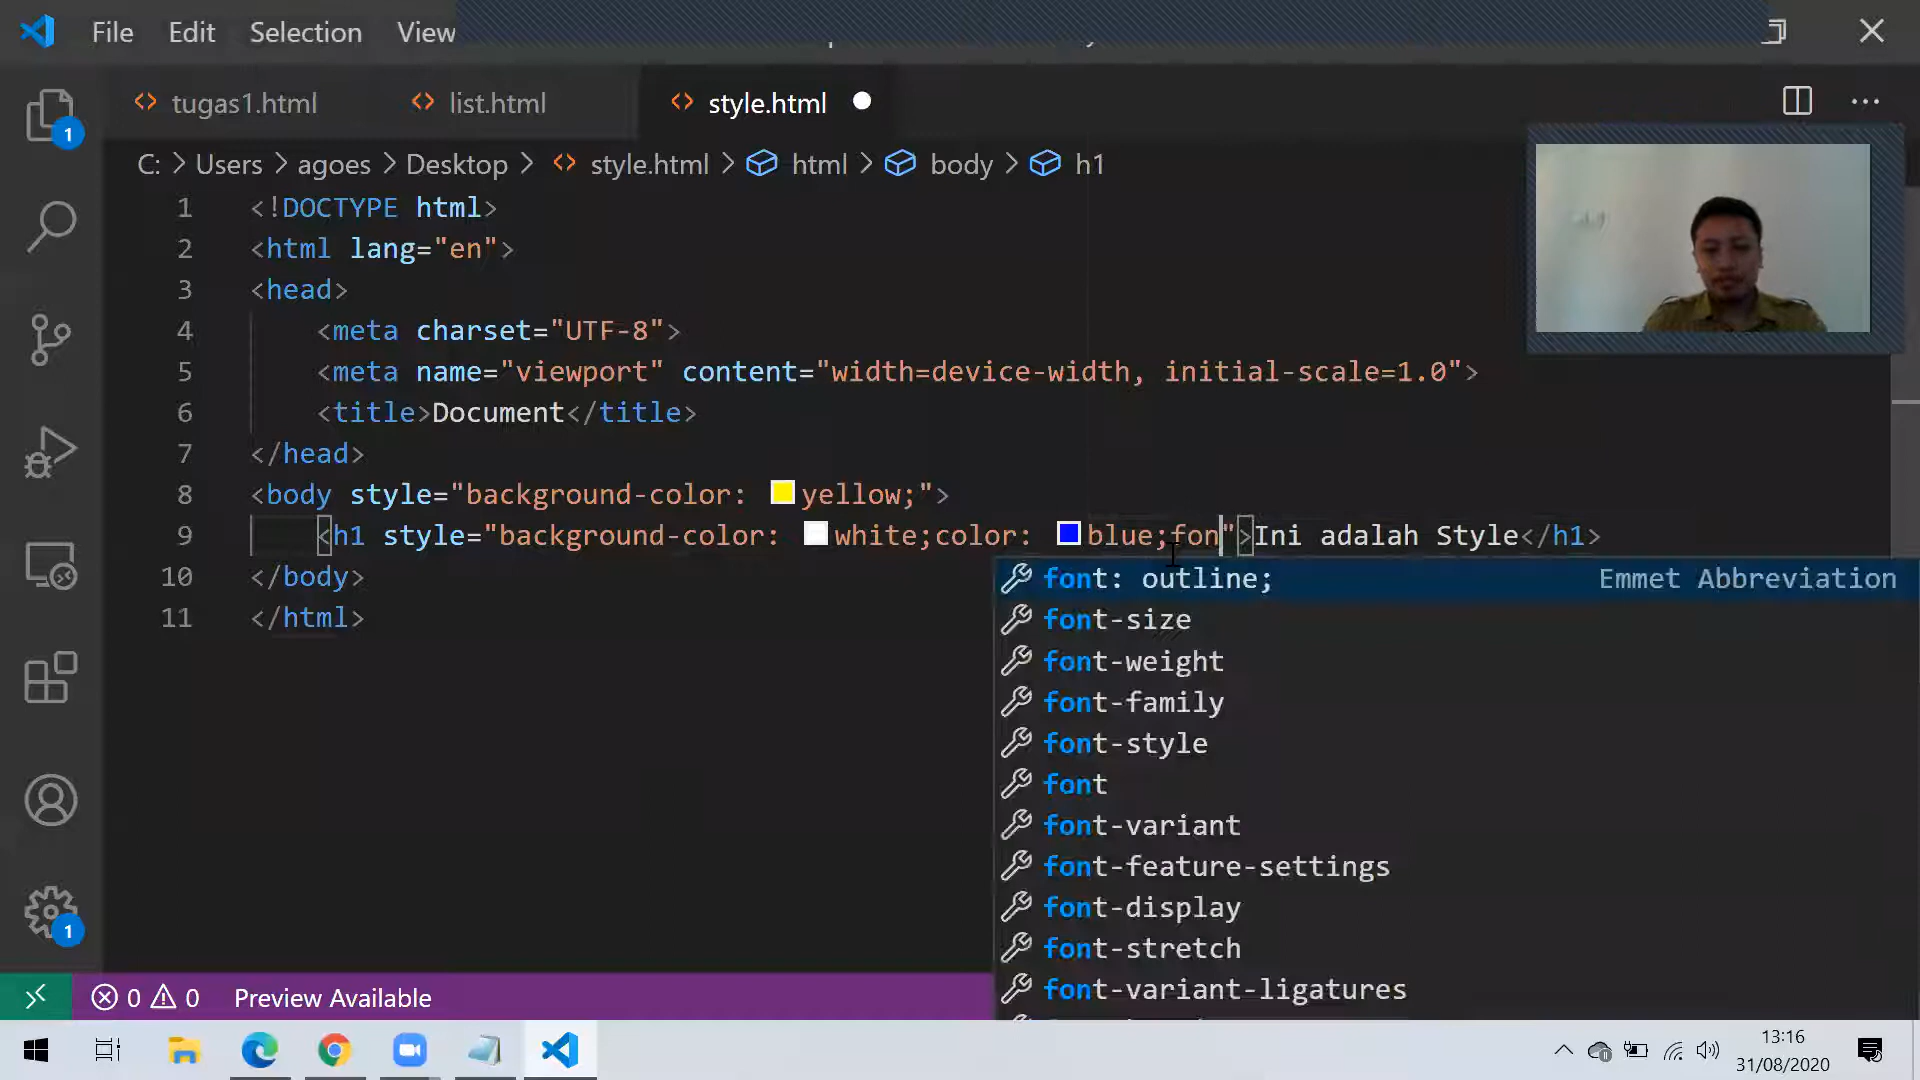 File Edit Selection View
tugas1.html list.html style.html
C: > Users > agoes > Desktop > style.html > html > body > h1
1 <!DOCTYPE html>
2 <html lang="en">
3 <head>
4 <meta charset="UTF-8">
5 <meta name="viewport" content="width=device-width, initial-scale=1.0">
6 <title>Document</title>
7 </head>
8 <body style="background-color: yellow;">
9 <h1 style="background-color: white;color: blue;fon">Ini adalah Style</h1>
10 </body>
11 </html>
font: outline; Emmet Abbreviation
font-size
font-weight
font-family
font-style
font
font-variant
font-feature-settings
font-display
font-stretch
font-variant-ligatures
1
1
0 0 Preview Available
13:16
31/08/2020